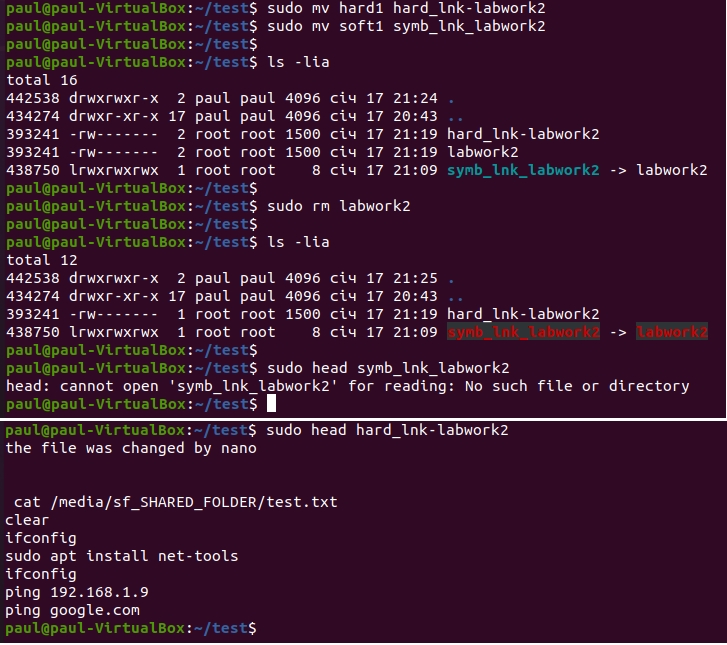 paul@paul-VirtualBox:~/test$ sudo mv hard1 hard_lnk-labwork2
paul@paul-VirtualBox:~/test$ sudo mv soft1 symb_lnk_labwork2
paul@paul-VirtualBox:~/test$
paul@paul-VirtualBox:~/test$ ls -lia
total 16
442538 drwxrwxr-x  2 paul paul 4096 січ 17 21:24 .
434274 drwxr-xr-x 17 paul paul 4096 січ 17 20:43 ..
393241 -rw-------  2 root root 1500 січ 17 21:19 hard_lnk-labwork2
393241 -rw-------  2 root root 1500 січ 17 21:19 labwork2
438750 lrwxrwxrwx  1 root root    8 січ 17 21:09 symb_lnk_labwork2 -> labwork2
paul@paul-VirtualBox:~/test$
paul@paul-VirtualBox:~/test$ sudo rm labwork2
paul@paul-VirtualBox:~/test$
paul@paul-VirtualBox:~/test$ ls -lia
total 12
442538 drwxrwxr-x  2 paul paul 4096 січ 17 21:25 .
434274 drwxr-xr-x 17 paul paul 4096 січ 17 20:43 ..
393241 -rw-------  1 root root 1500 січ 17 21:19 hard_lnk-labwork2
438750 lrwxrwxrwx  1 root root    8 січ 17 21:09 symb_lnk_labwork2 -> labwork2
paul@paul-VirtualBox:~/test$
paul@paul-VirtualBox:~/test$ sudo head symb_lnk_labwork2
head: cannot open 'symb_lnk_labwork2' for reading: No such file or directory
paul@paul-VirtualBox:~/test$
paul@paul-VirtualBox:~/test$ sudo head hard_lnk-labwork2
the file was changed by nano
 cat /media/sf_SHARED_FOLDER/test.txt
clear
ifconfig
sudo apt install net-tools
ifconfig
ping 192.168.1.9
ping google.com
paul@paul-VirtualBox:~/test$